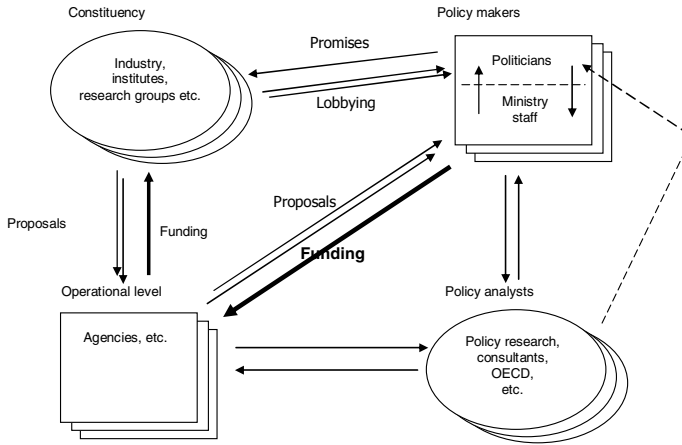 Constituency
Policy makers
Industry,
institutes,
research groups etc.
Promises
Lobbying
Politicians
Ministry
staff
Proposals
Funding
Proposals
Funding
Operational level
Policy analysts
Agencies, etc.
Policy research,
consultants,
OECD,
etc.